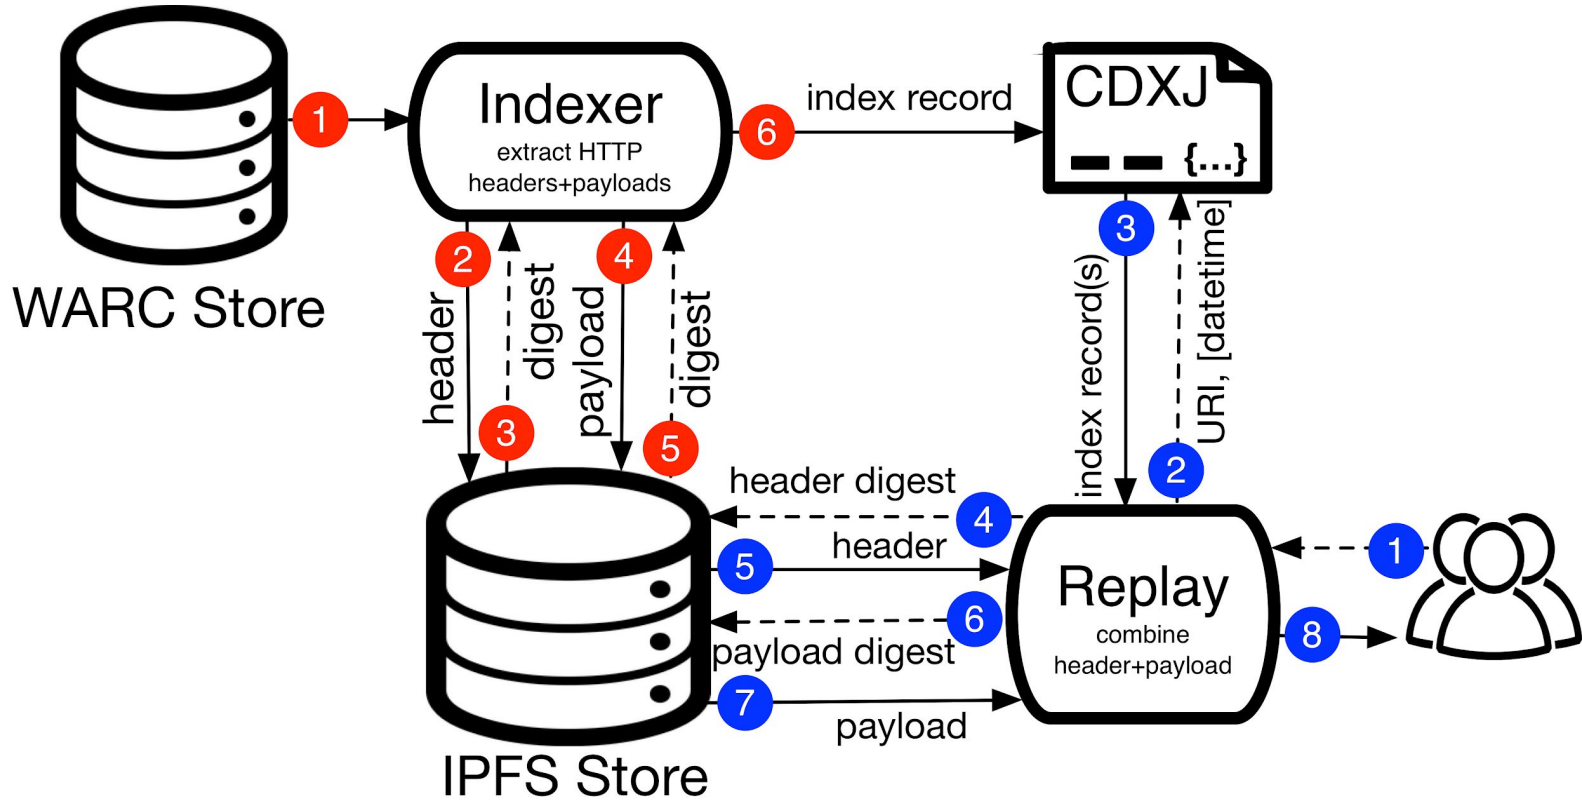 1
Indexer
extract HTTP
headers+payloads
6
index record
CDXJ
{...}
WARC Store
2
header
3
digest
4
payload
5
digest
3
index record(s)
2
URI, [datetime]
header digest
4
5
header
6
payload digest
7
payload
Replay
combine
header+payload
1
8
IPFS Store